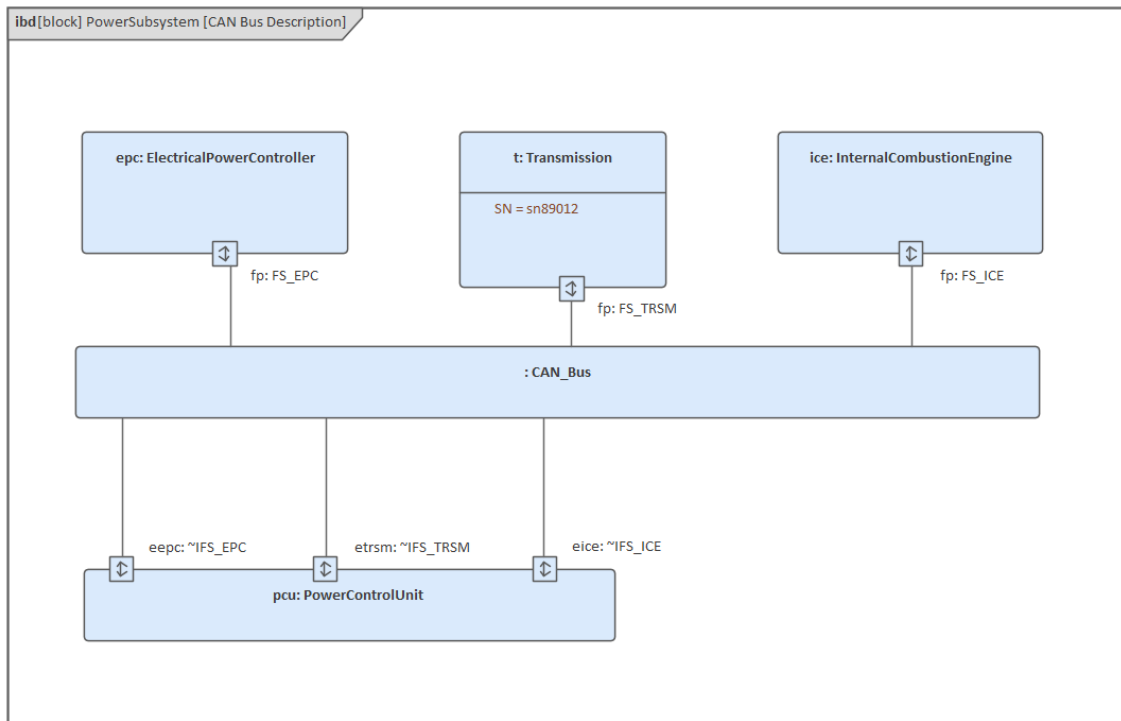 ibd [block] PowerSubsystem [CAN Bus Description]
epc: ElectricalPowerController
t: Transmission
ice: InternalCombustionEngine
SN = sn89012
fp: FS_EPC
fp: FS_TRSM
fp: FS_ICE
: CAN_Bus
eepc: ~IFS_EPC
etrsm: ~IFS_TRSM
eice: ~IFS_ICE
pcu: PowerControlUnit